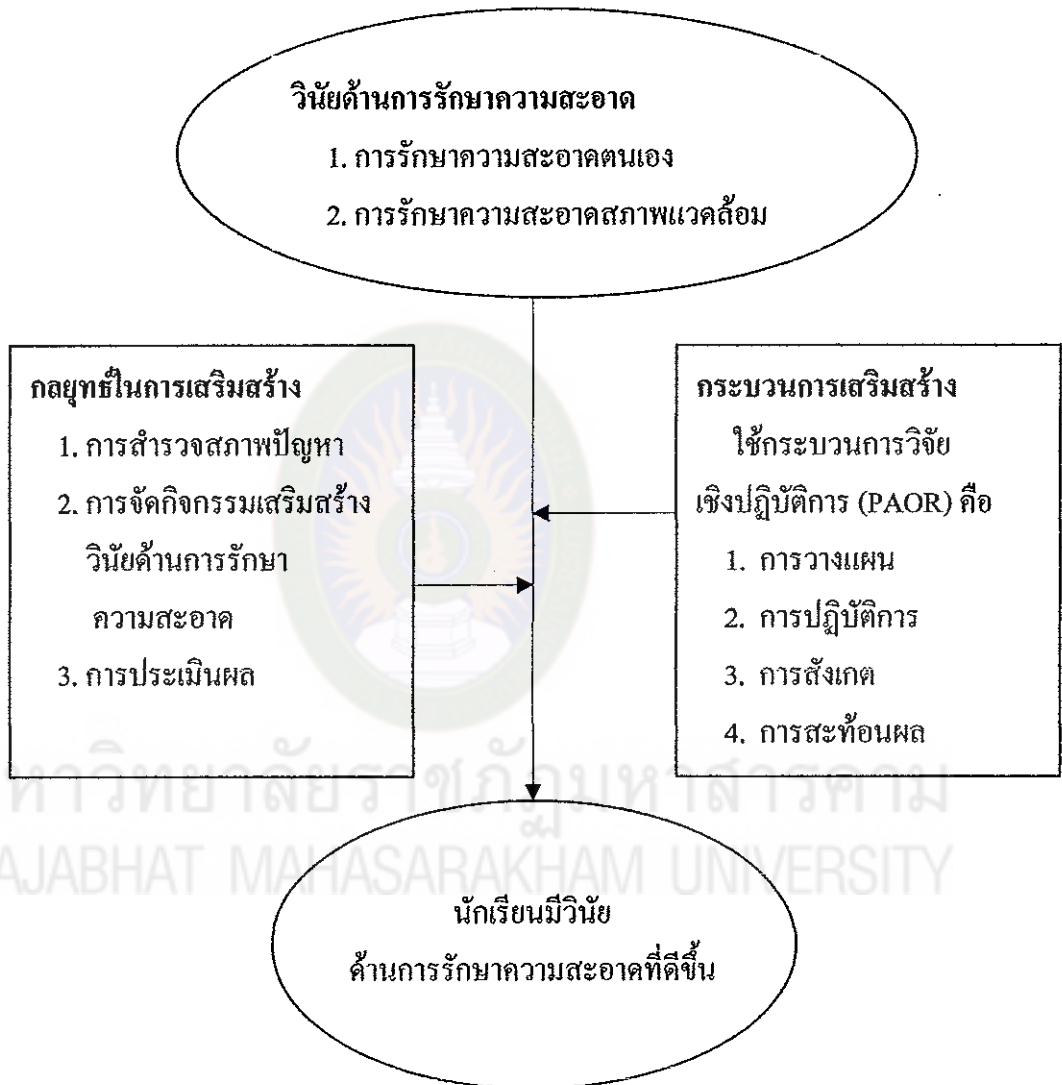 วินัยด้านการรักษาความสะอาด
1. การรักษาความสะอาดตนเอง
2. การรักษาความสะอาดสภาพแวดล้อม
กลยุทธ์ในการเสริมสร้าง
1. การสำรวจสภาพปัญหา
2. การจัดกิจกรรมเสริมสร้าง
วินัยด้านการรักษา
ความสะอาด
3. การประเมินผล
กระบวนการเสริมสร้าง
ใช้กระบวนการวิจัย
เชิงปฏิบัติการ (PAOR) คือ
1. การวางแผน
2. การปฏิบัติการ
3. การสังเกต
4. การสะท้อนผล
หาวิทยาลัยราชภัฏมหาสารคาม
AJABHAT MAHASARAKHAM UNIVERSITY
นักเรียนมีวินัย
ด้านการรักษาความสะอาดที่ดีขึ้น